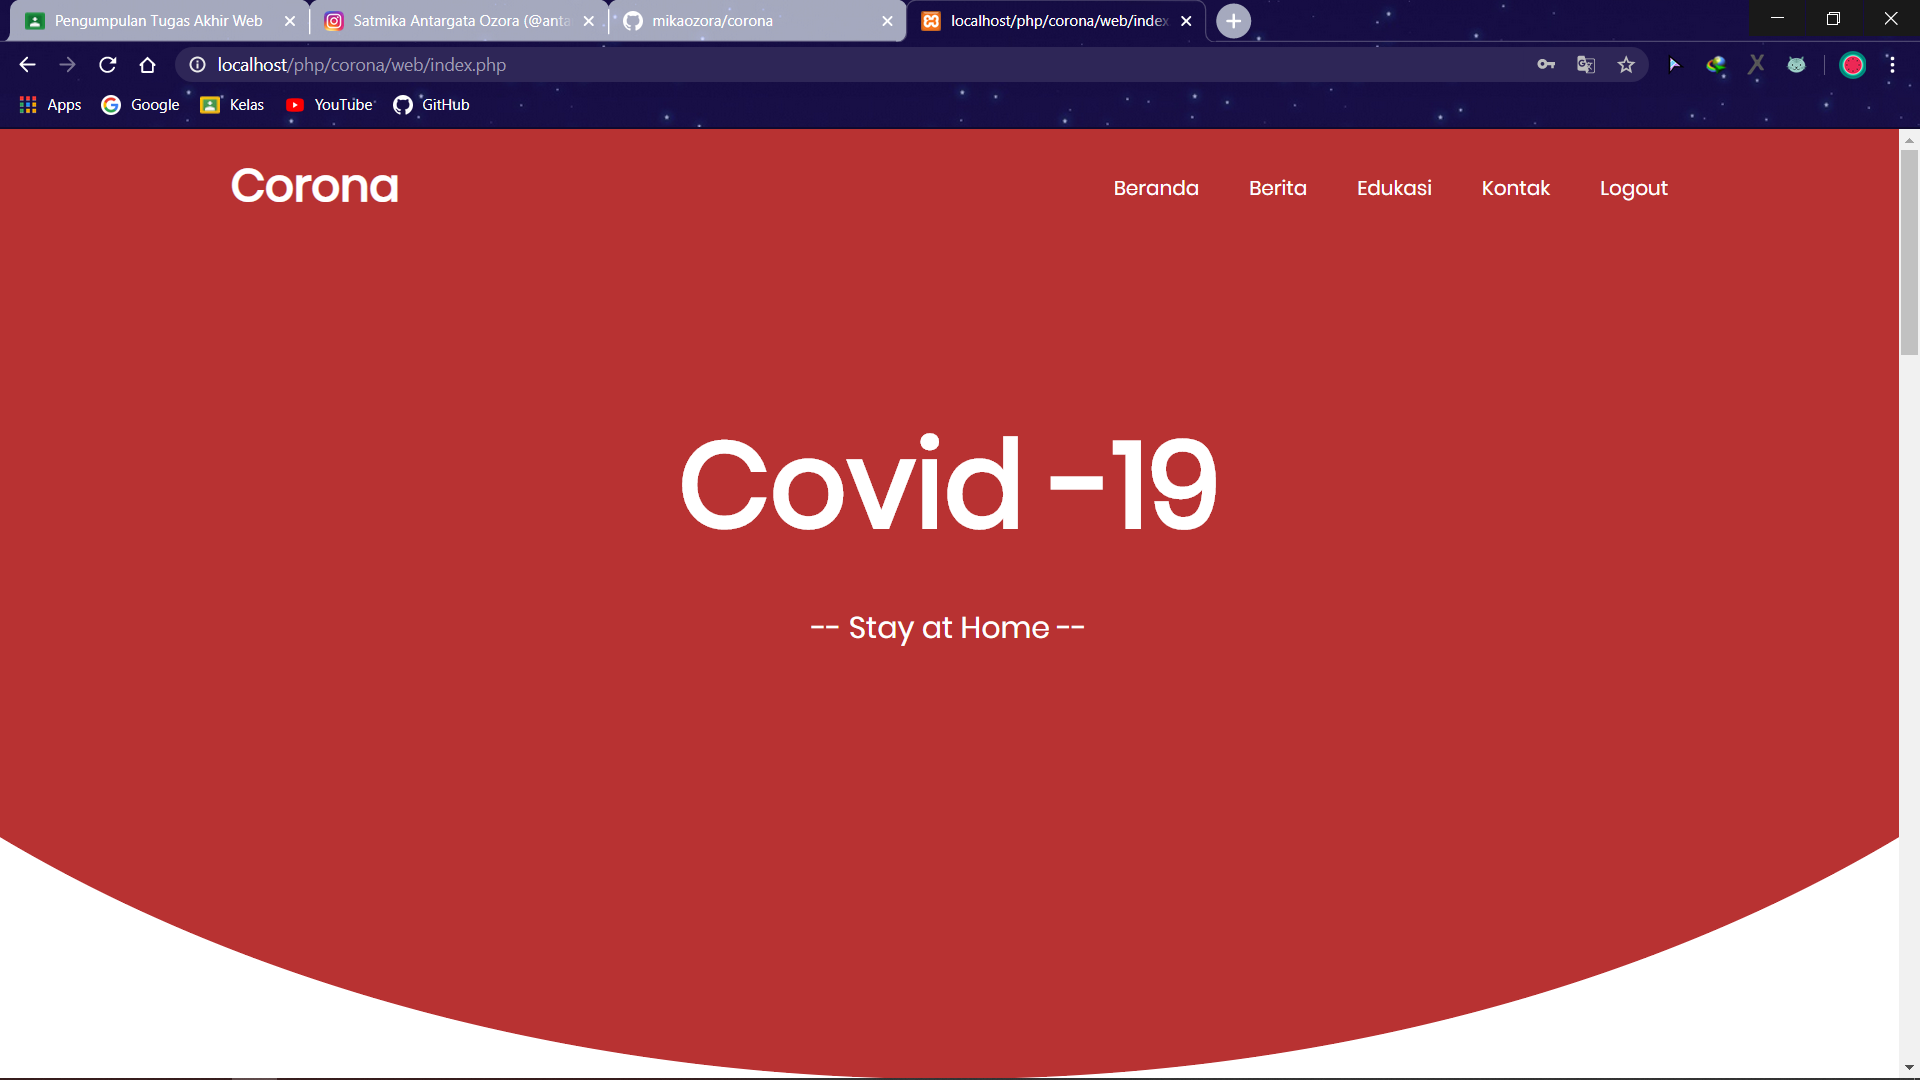 Pengumpulan Tugas Akhir Web
Satmika Antargata Ozora (@anta
mikaozora/corona
localhost/php/corona/web/index
localhost/php/corona/web/index.php
Apps
Google
Kelas
YouTube
GitHub
Corona
Beranda
Berita
Edukasi
Kontak
Logout
Covid -19
-- Stay at Home --